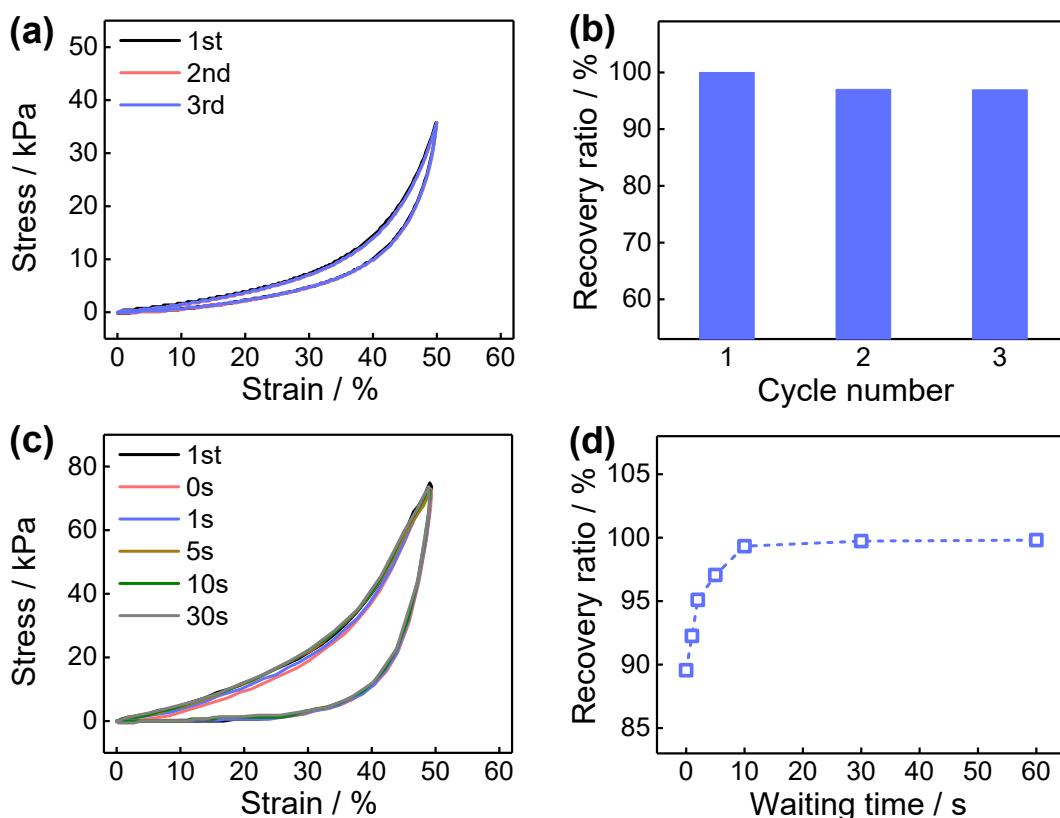 (a)
1st
2nd
3rd
Stress / kPa
50
40
30
20
10
0
0 10 20 30 40 50 60
Strain / %
(b)
Recovery ratio / %
100
90
80
70
60
1 2 3
Cycle number
(c)
1st
0s
1s
5s
10s
30s
Stress / kPa
80
60
40
20
0
0 10 20 30 40 50 60
Strain / %
(d)
Recovery ratio / %
105
100
95
90
85
0 10 20 30 40 50 60
Waiting time / s